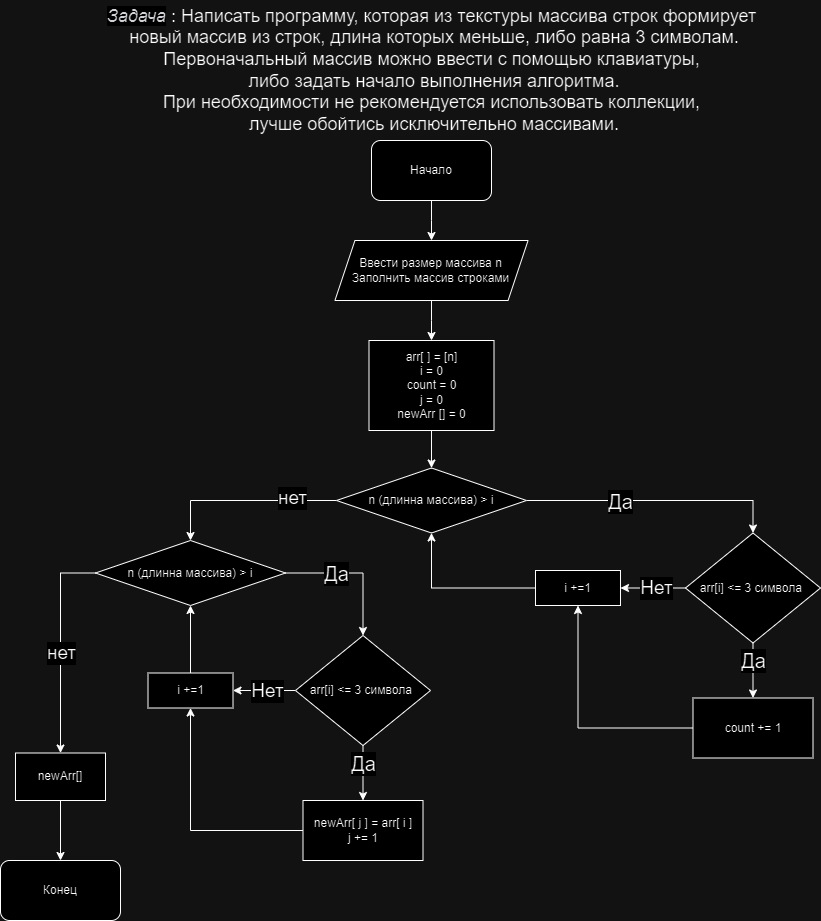 Задача : Написать программу, которая из текстуры массива строк формирует
новый массив из строк, длина которых меньше, либо равна 3 символам.
Первоначальный массив можно ввести с помощью клавиатуры,
либо задать начало выполнения алгоритма.
При необходимости не рекомендуется использовать коллекции,
лучше обойтись исключительно массивами.
Начало
Ввести размер массива n
Заполнить массив строками
arr[ ] = [n]
i = 0
count = 0
j = 0
newArr [] = 0
n (длинна массива) > i
нет
Да
n (длинна массива) > i
Да
i +=1
Нет
arr[i] <= 3 символа
нет
Да
i +=1
Нет
arr[i] <= 3 символа
count += 1
Да
newArr[]
newArr[ j ] = arr[ i ]
j += 1
Конец